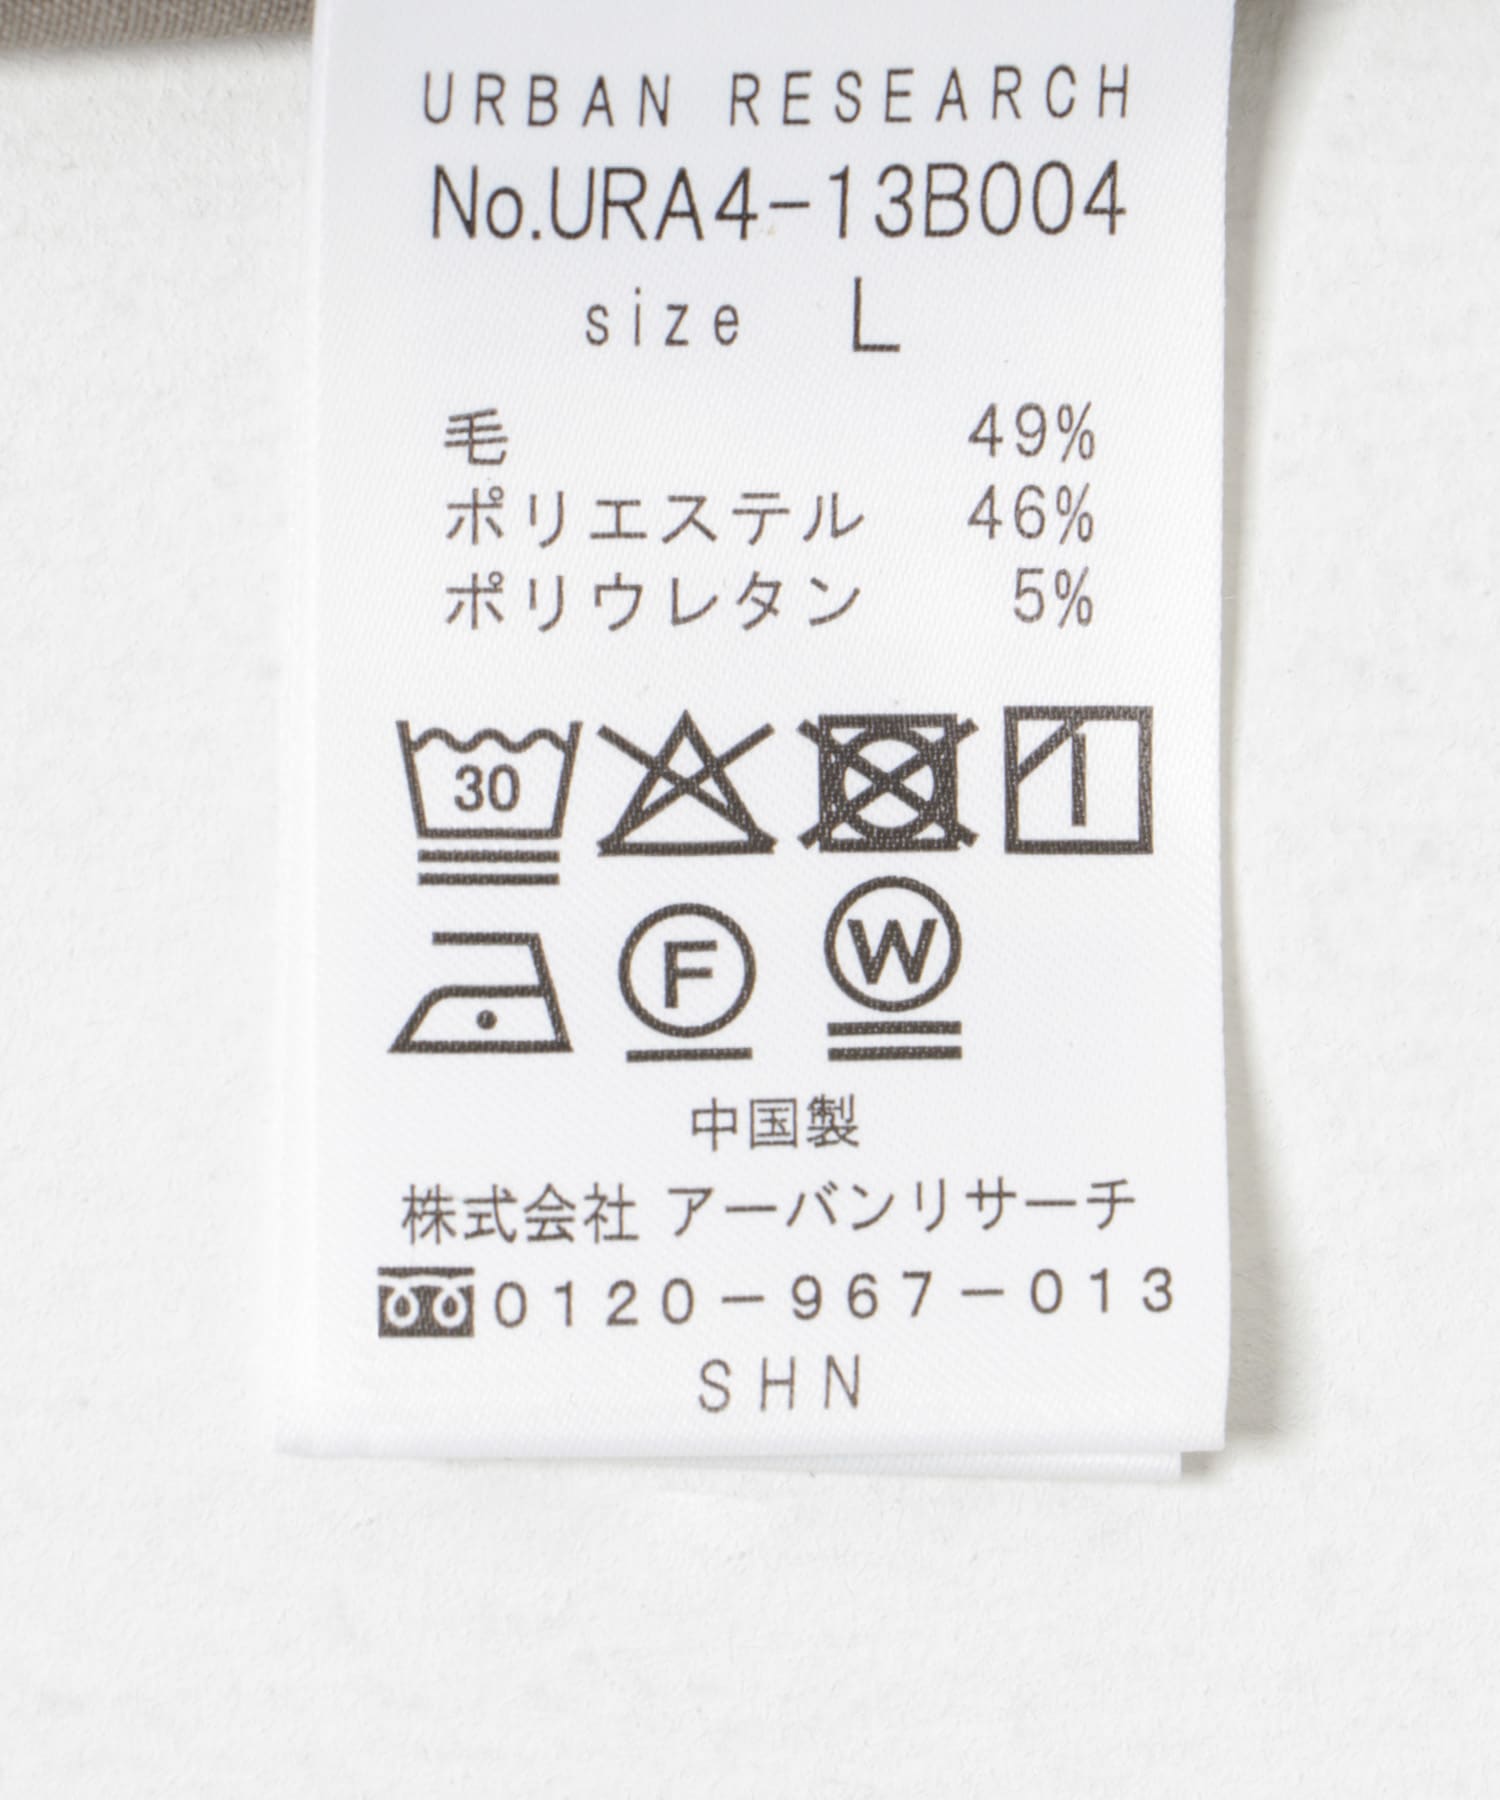 URBAN RESEARCH
No.URA4-13B004
size L
毛 49%
ポリエステル 46%
ポリウレタン 5%
30
F W
中国製
株式会社 アーバンリサーチ
0120-967-013
SHN